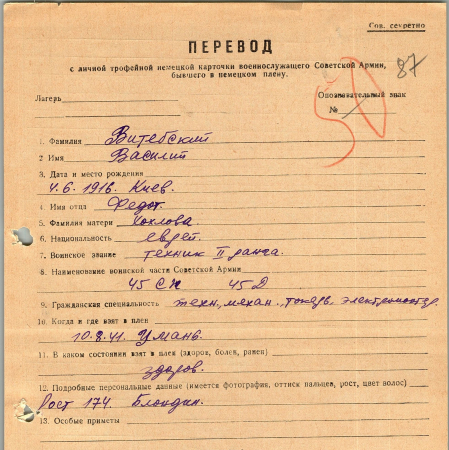 Сов. секретно
ПЕРЕВОД
с личной трофейной немецкой карточки военнослужащего Советской Армии,
бывшего в немецком плену.
87
Лагерь
Опознавательный знак
№
1. Фамилия Витебский
2 Имя Василий
3. Дата и место рождения
4.6.1916. Киев.
4. Имя отца Федот.
5. Фамилия матери Хохлова.
6. Национальность еврей.
7. Воинское звание техник II ранга.
8. Наименование воинской части Советской Армии
45 СП 45 Д
9. Гражданская специальность техн., механ., токарь, электромонтер.
10. Когда и где взят в плен
10.8.41. Умань.
11. В каком состоянии взят в плен (здоров, болен, ранен)
здоров.
12. Подробные персональные данные (имеется фотография, оттиск пальцев, рост, цвет волос)
Рост 174. Блондин.
13. Особые приметы